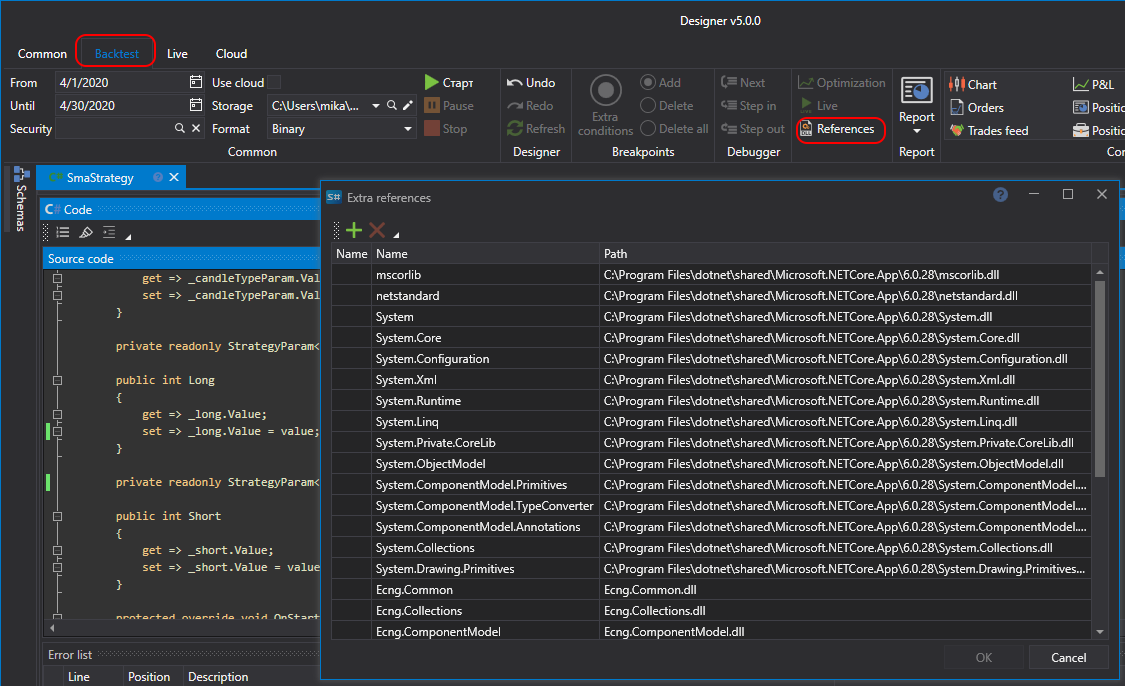 Designer v5.0.0
Common Backtest Live Cloud
From 4/1/2020 Use cloud Старт Undo Add Next Optimization Chart P&L
Until 4/30/2020 Storage C:\Users\mika\... Pause Redo Delete Step in Live Orders
Security Format Binary Stop Refresh Extra conditions Delete all Step out References Report Trades feed
Common Designer Breakpoints Debugger Report
Schemas
SmaStrategy
C# Code
Source code
get => _candleTypeParam.Val
set => _candleTypeParam.Val
}
private readonly StrategyParam<
public int Long
{
get => _long.Value;
set => _long.Value = value;
}
private readonly StrategyParam<
public int Short
{
get => _short.Value;
set => _short.Value = value
}
protected override void OnStart
Error list
Line Position Description
S# Extra references
Name Name Path
mscorlib C:\Program Files\dotnet\shared\Microsoft.NETCore.App\6.0.28\mscorlib.dll
netstandard C:\Program Files\dotnet\shared\Microsoft.NETCore.App\6.0.28\netstandard.dll
System C:\Program Files\dotnet\shared\Microsoft.NETCore.App\6.0.28\System.dll
System.Core C:\Program Files\dotnet\shared\Microsoft.NETCore.App\6.0.28\System.Core.dll
System.Configuration C:\Program Files\dotnet\shared\Microsoft.NETCore.App\6.0.28\System.Configuration.dll
System.Xml C:\Program Files\dotnet\shared\Microsoft.NETCore.App\6.0.28\System.Xml.dll
System.Runtime C:\Program Files\dotnet\shared\Microsoft.NETCore.App\6.0.28\System.Runtime.dll
System.Linq C:\Program Files\dotnet\shared\Microsoft.NETCore.App\6.0.28\System.Linq.dll
System.Private.CoreLib C:\Program Files\dotnet\shared\Microsoft.NETCore.App\6.0.28\System.Private.CoreLib.dll
System.ObjectModel C:\Program Files\dotnet\shared\Microsoft.NETCore.App\6.0.28\System.ObjectModel.dll
System.ComponentModel.Primitives C:\Program Files\dotnet\shared\Microsoft.NETCore.App\6.0.28\System.ComponentModel....
System.ComponentModel.TypeConverter C:\Program Files\dotnet\shared\Microsoft.NETCore.App\6.0.28\System.ComponentModel....
System.ComponentModel.Annotations C:\Program Files\dotnet\shared\Microsoft.NETCore.App\6.0.28\System.ComponentModel....
System.Collections C:\Program Files\dotnet\shared\Microsoft.NETCore.App\6.0.28\System.Collections.dll
System.Drawing.Primitives C:\Program Files\dotnet\shared\Microsoft.NETCore.App\6.0.28\System.Drawing.Primitives...
Ecng.Common Ecng.Common.dll
Ecng.Collections Ecng.Collections.dll
Ecng.ComponentModel Ecng.ComponentModel.dll
OK Cancel